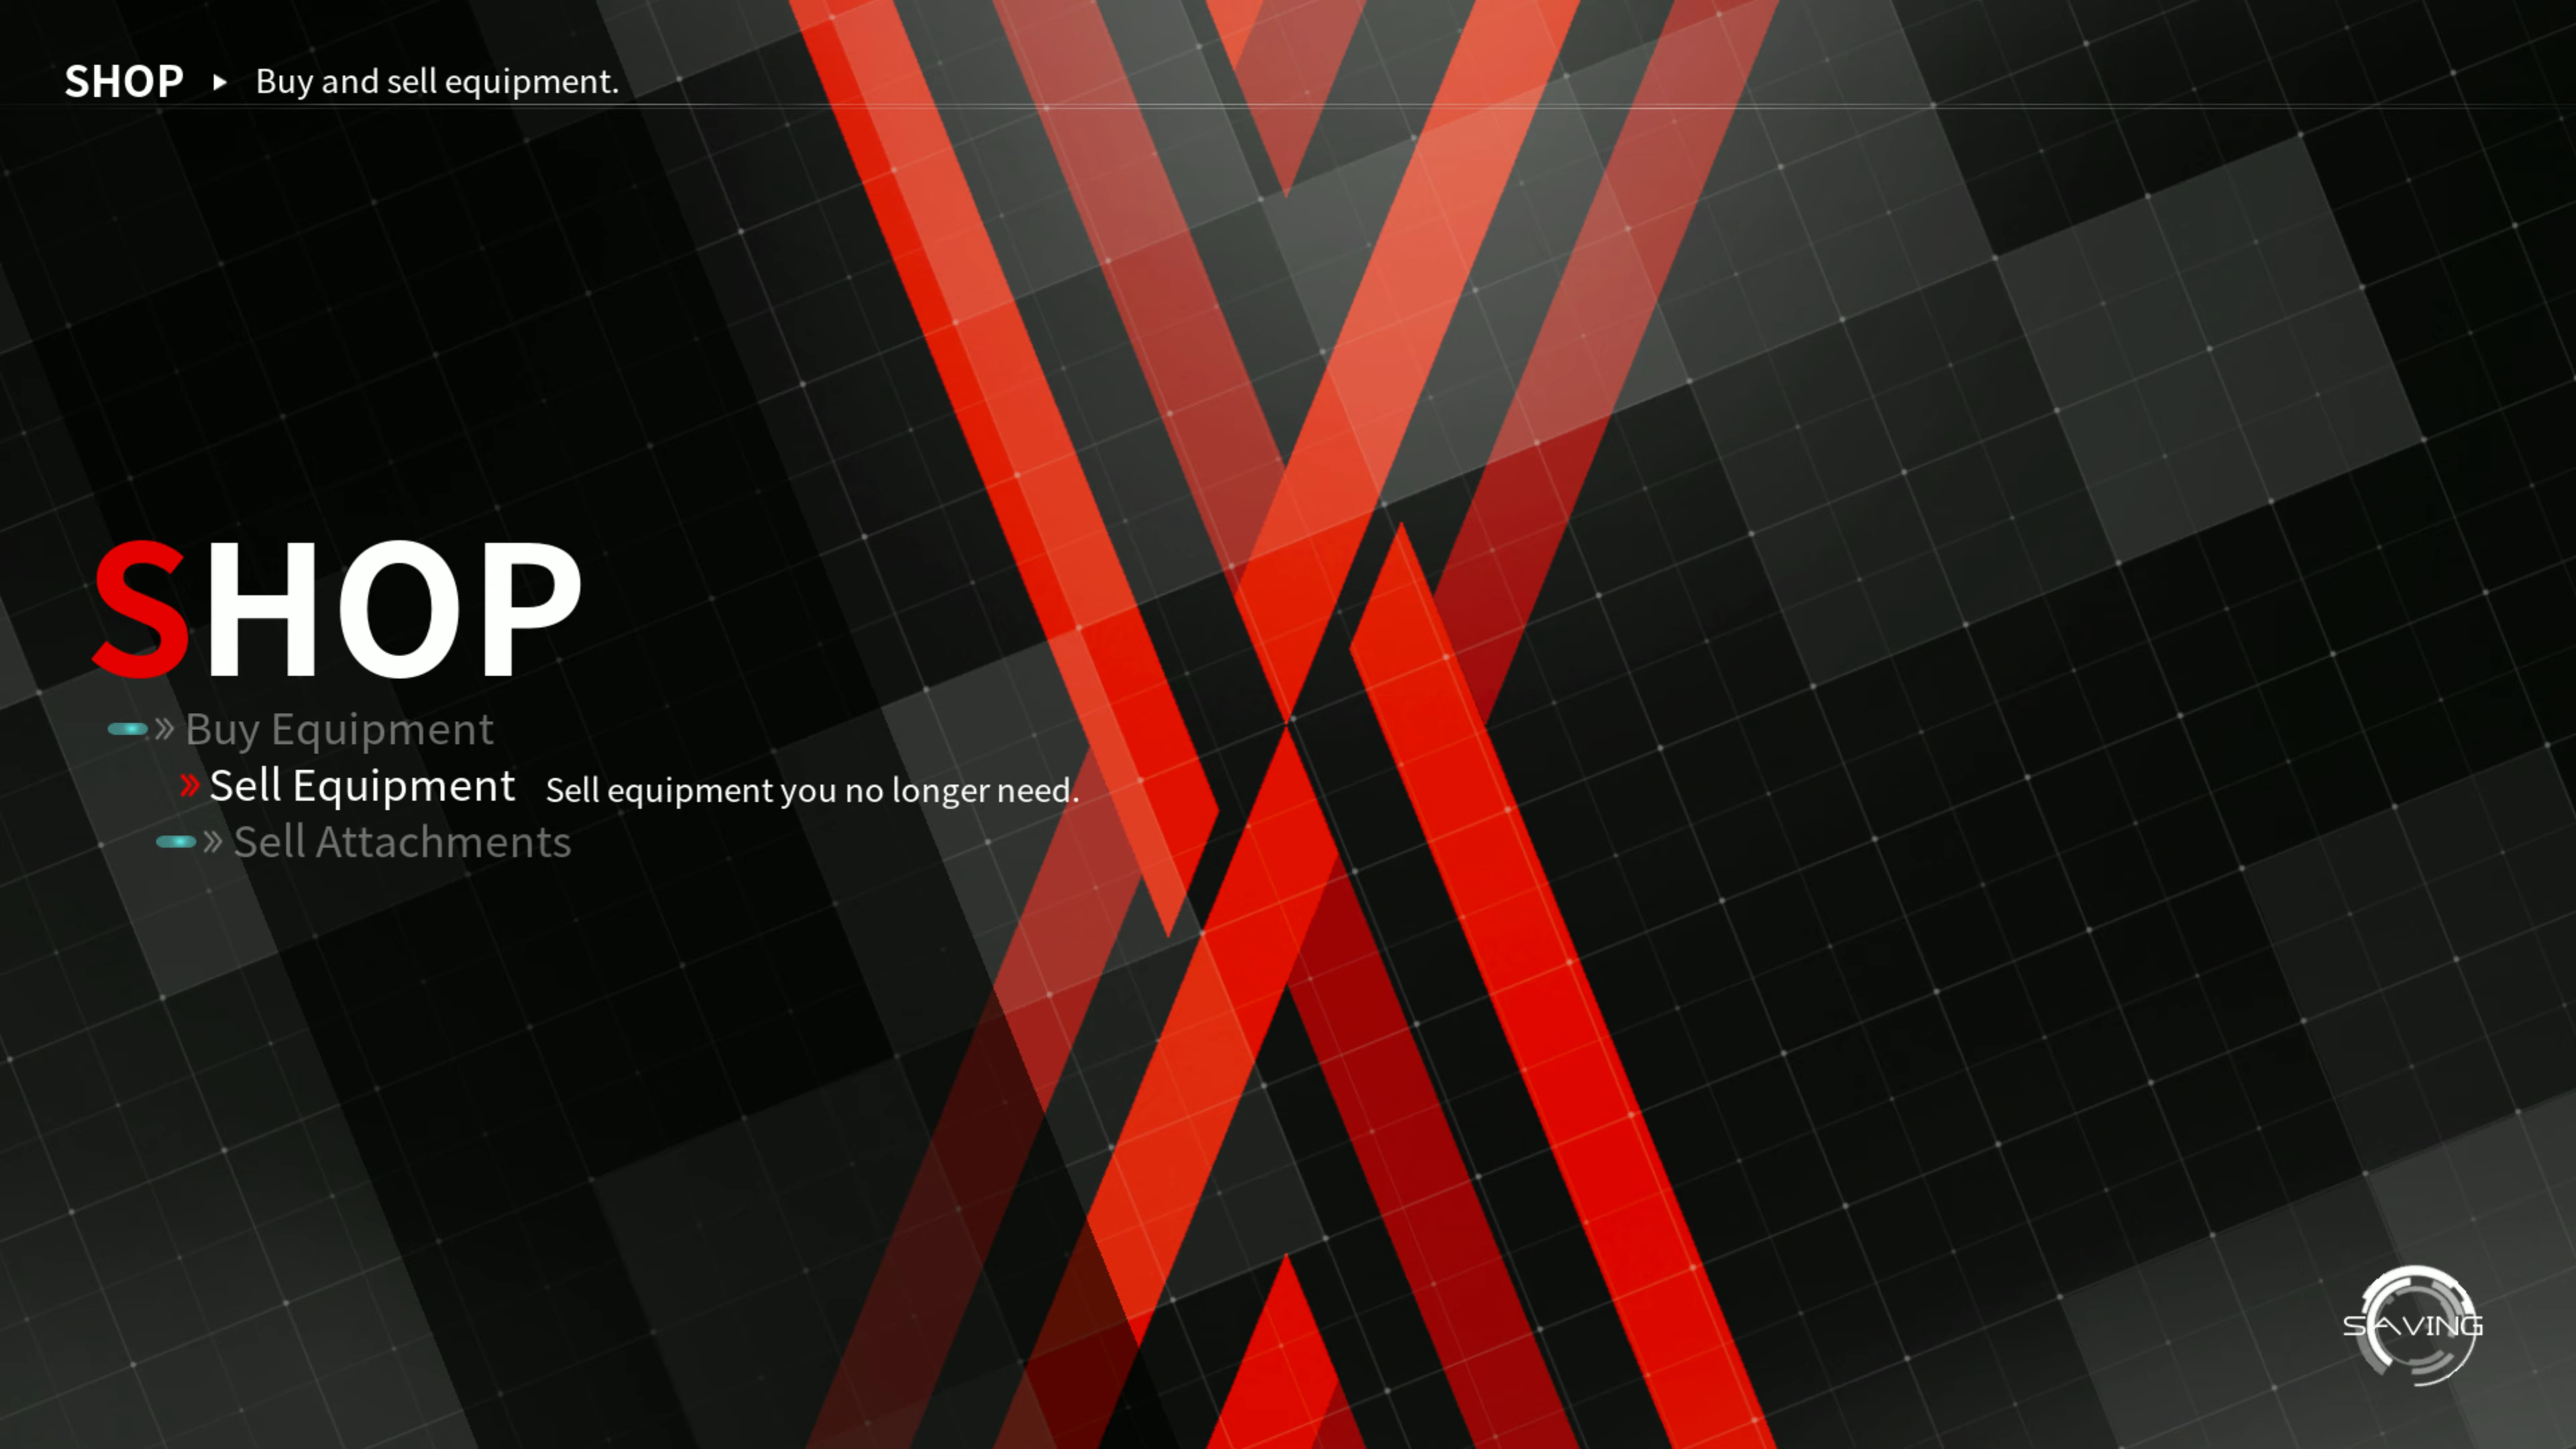 SHOP ▶ Buy and sell equipment.
SHOP
» Buy Equipment
» Sell Equipment Sell equipment you no longer need.
» Sell Attachments
SAVING